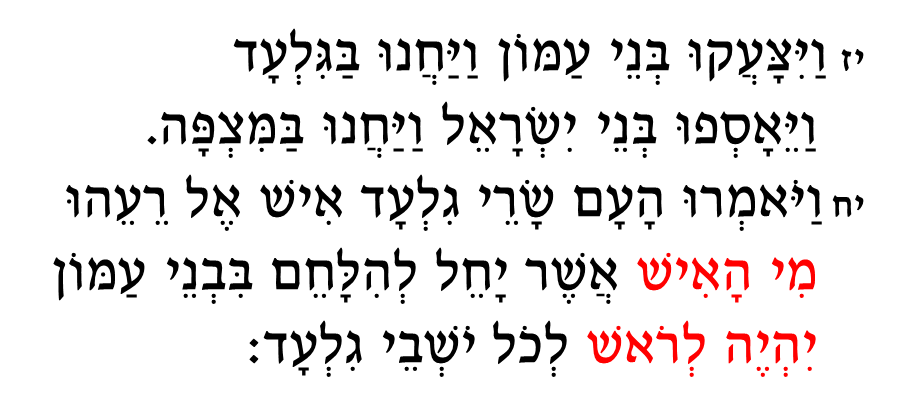 יז וַיִּצָּעֲקוּ בְּנֵי עַמּוֹן וַיַּחֲנוּ בַּגִּלְעָד
וַיֵּאָסְפוּ בְּנֵי יִשְׂרָאֵל וַיַּחֲנוּ בַּמִּצְפָּה.
יח וַיֹּאמְרוּ הָעָם שָׂרֵי גִלְעָד אִישׁ אֶל רֵעֵהוּ
מִי הָאִישׁ אֲשֶׁר יָחֵל לְהִלָּחֵם בִּבְנֵי עַמּוֹן
יִהְיֶה לְרֹאשׁ לְכֹל יֹשְׁבֵי גִלְעָד: